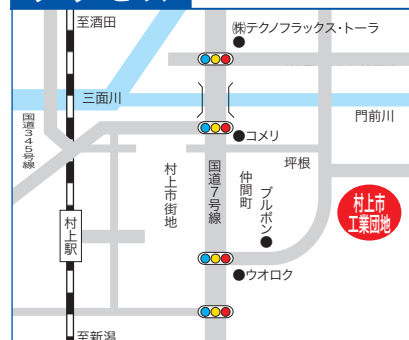 至酒田
㈱テクノフラックス・トーラ
三面川
門前川
国道345号線
コメリ
坪根
村上市街地
国道7号線
仲間町
ブルボン
村上市
工業団地
村上駅
ウオロク
至新潟